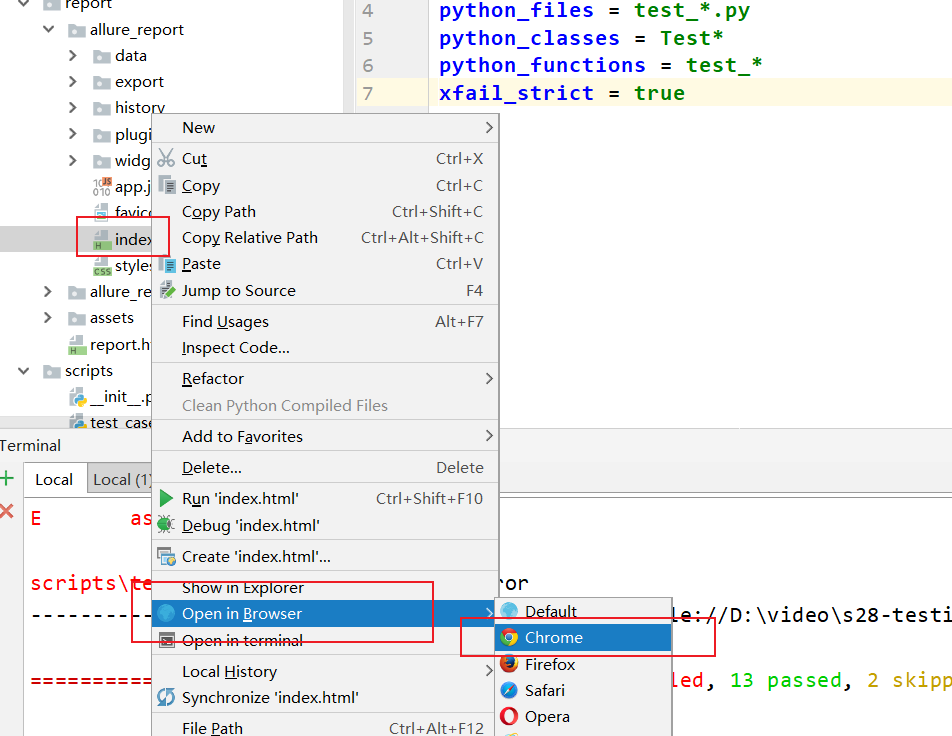 report
allure_report
data
export
history
plugi
widg
app.j
favic
index
styles
allure_re
assets
report.h
scripts
__init__.p
test_case
4 python_files = test_*.py
5 python_classes = Test*
6 python_functions = test_*
7 xfail_strict = true
New
Cut Ctrl+X
Copy Ctrl+C
Copy Path Ctrl+Shift+C
Copy Relative Path Ctrl+Alt+Shift+C
Paste Ctrl+V
Jump to Source F4
Find Usages Alt+F7
Inspect Code...
Refactor
Clean Python Compiled Files
Add to Favorites
Delete... Delete
Run 'index.html' Ctrl+Shift+F10
Debug 'index.html'
Create 'index.html'...
Show in Explorer
Open in Browser
Open in terminal
Local History
Synchronize 'index.html'
File Path Ctrl+Alt+F12
Default
Chrome
Firefox
Safari
Opera
Terminal
Local Local (1)
E as
scripts\te ror
----------- le://D:\video\s28-testi
=========== led, 13 passed, 2 skipp